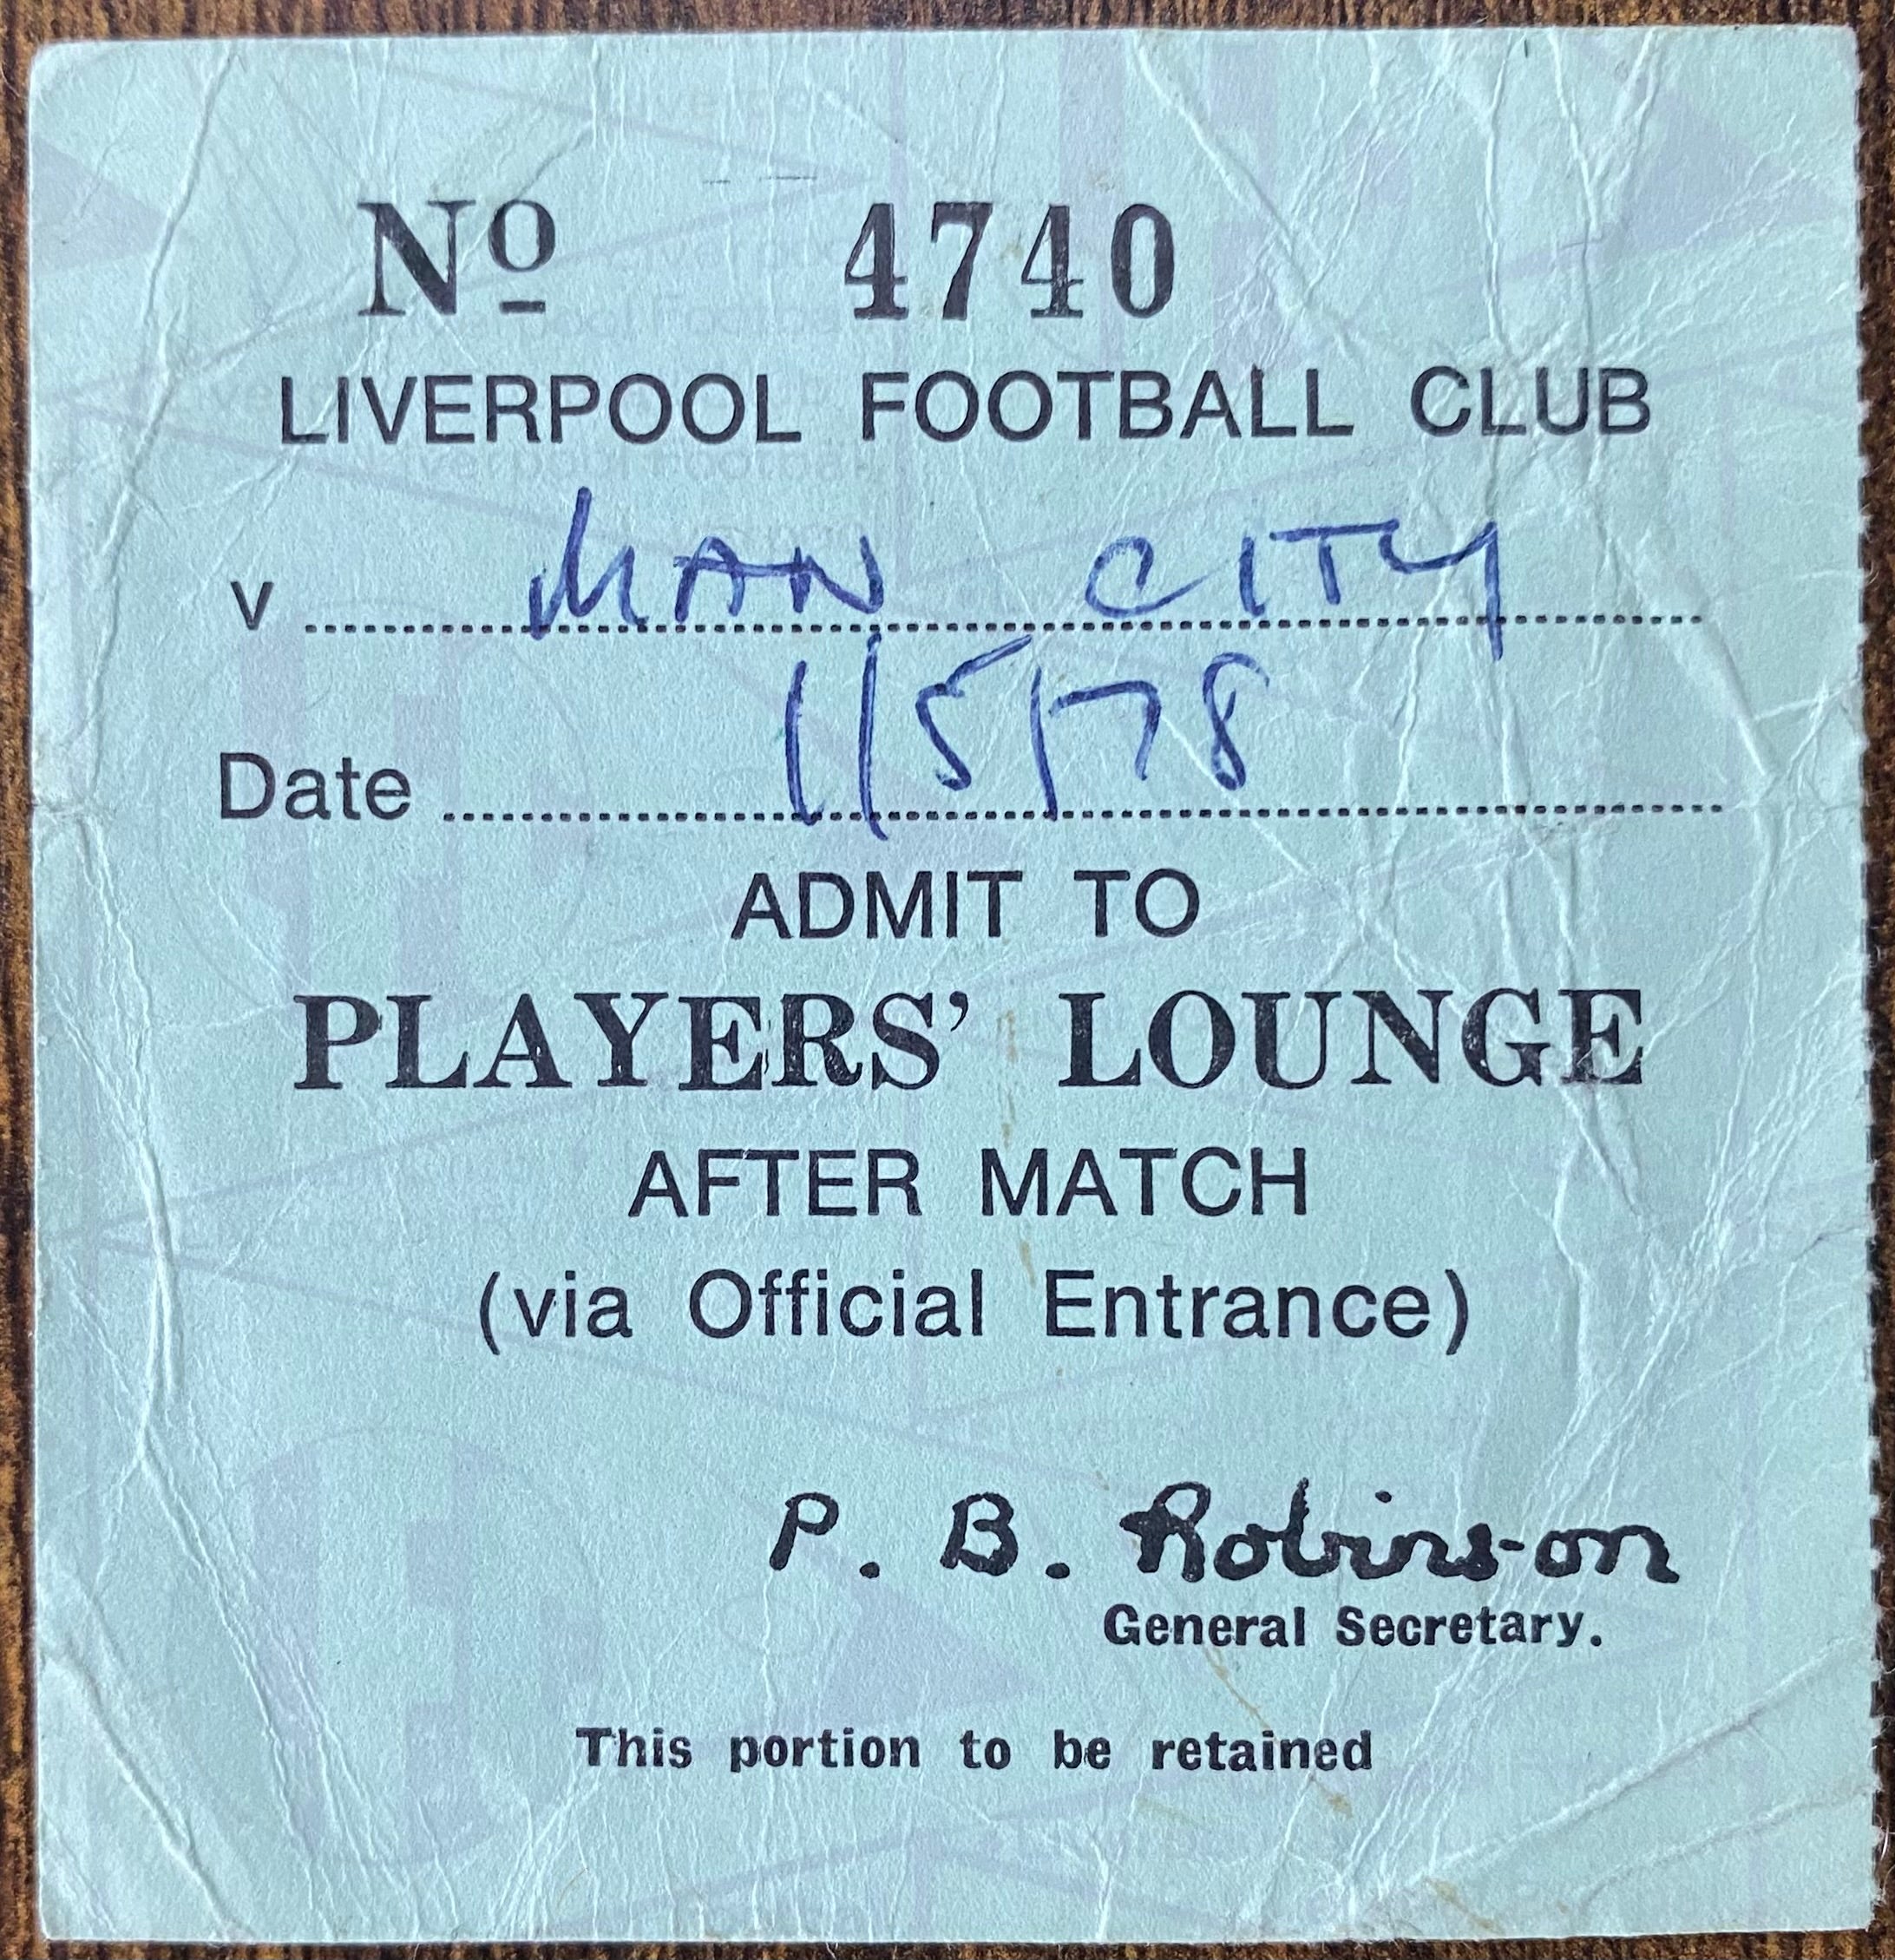 Nº 4740
LIVERPOOL FOOTBALL CLUB
v MAN CITY
Date 1/5/78
ADMIT TO
PLAYERS' LOUNGE
AFTER MATCH
(via Official Entrance)
P. B. Robinson
General Secretary.
This portion to be retained